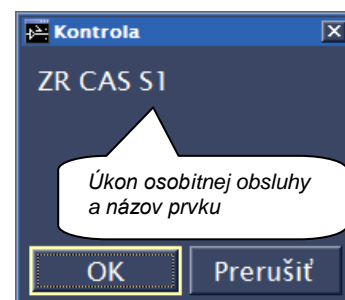 Kontrola
ZR CAS S1
Úkon osobitnej obsluhy
a názov prvku
OK
Prerušiť